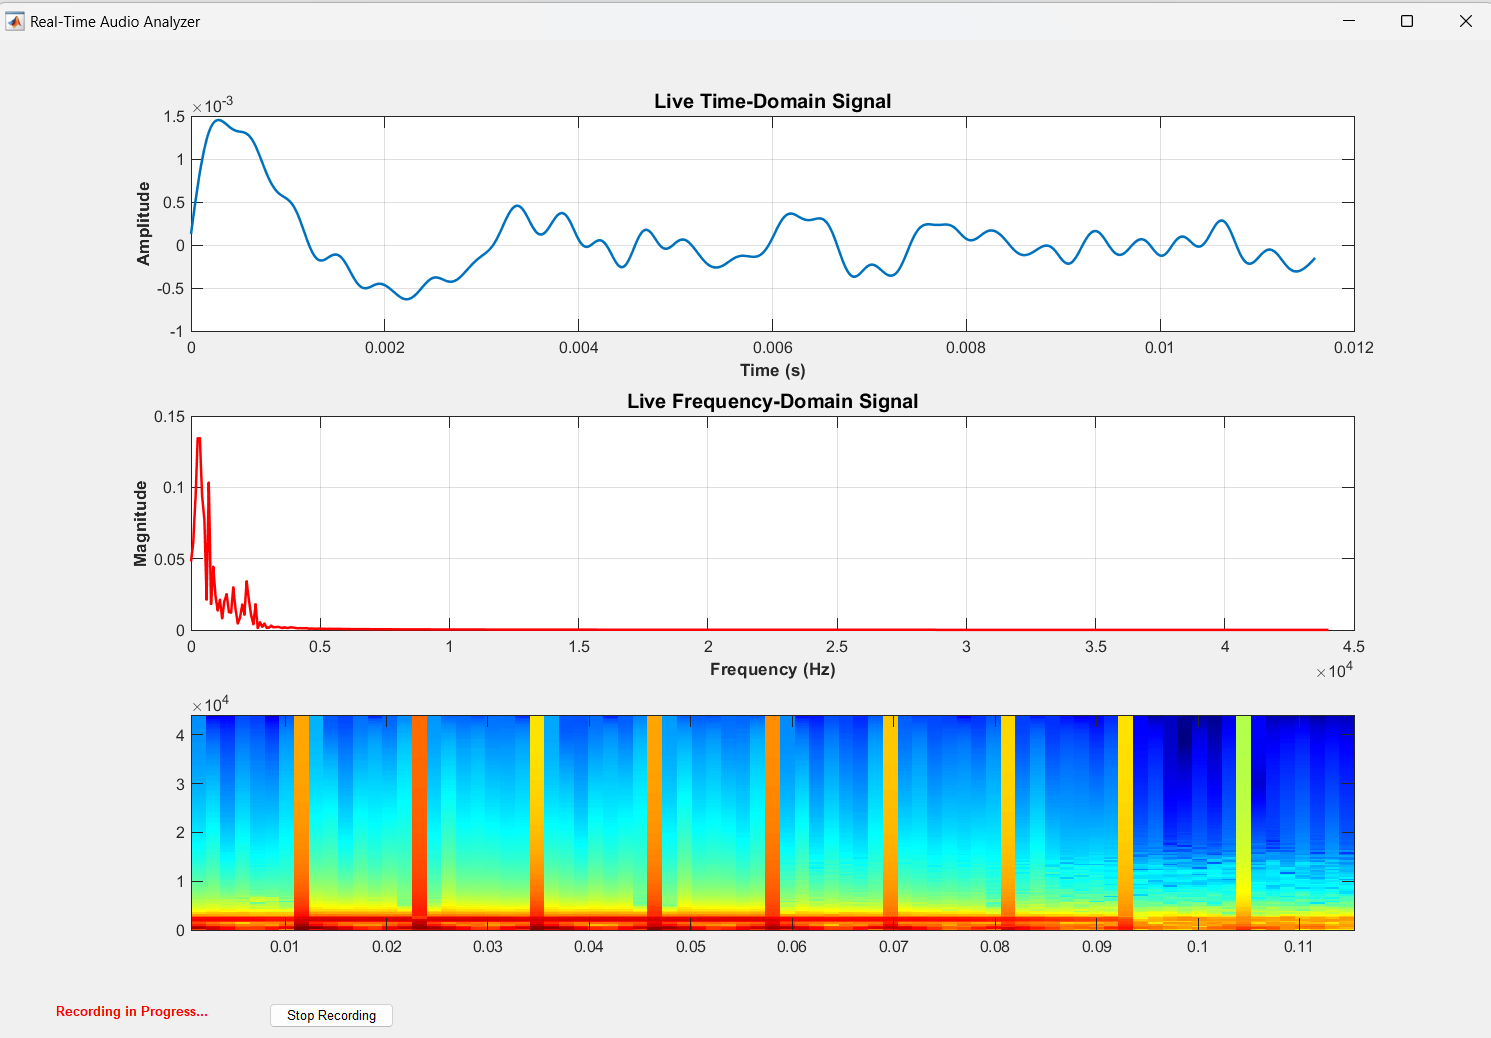 Real-Time Audio Analyzer
Live Time-Domain Signal
×10-3
1.5
1
0.5
0
-0.5
-1
Amplitude
0 0.002 0.004 0.006 0.008 0.01 0.012
Time (s)
Live Frequency-Domain Signal
0.15
0.1
0.05
0
Magnitude
0 0.5 1 1.5 2 2.5 3 3.5 4 4.5
Frequency (Hz)
×104
×104
4
3
2
1
0
0.01 0.02 0.03 0.04 0.05 0.06 0.07 0.08 0.09 0.1 0.11
Recording in Progress...
Stop Recording